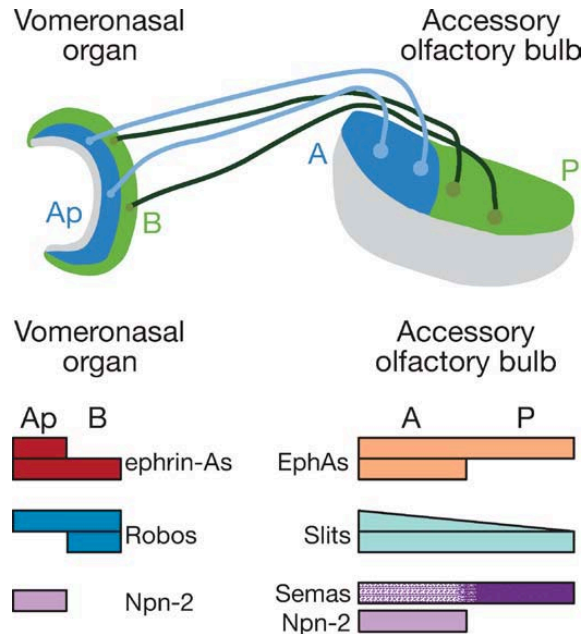 Vomeronasal
organ
Accessory
olfactory bulb
A
P
Ap
B
Vomeronasal
organ
Accessory
olfactory bulb
Ap B
A P
ephrin-As
EphAs
Robos
Slits
Npn-2
Semas
Npn-2